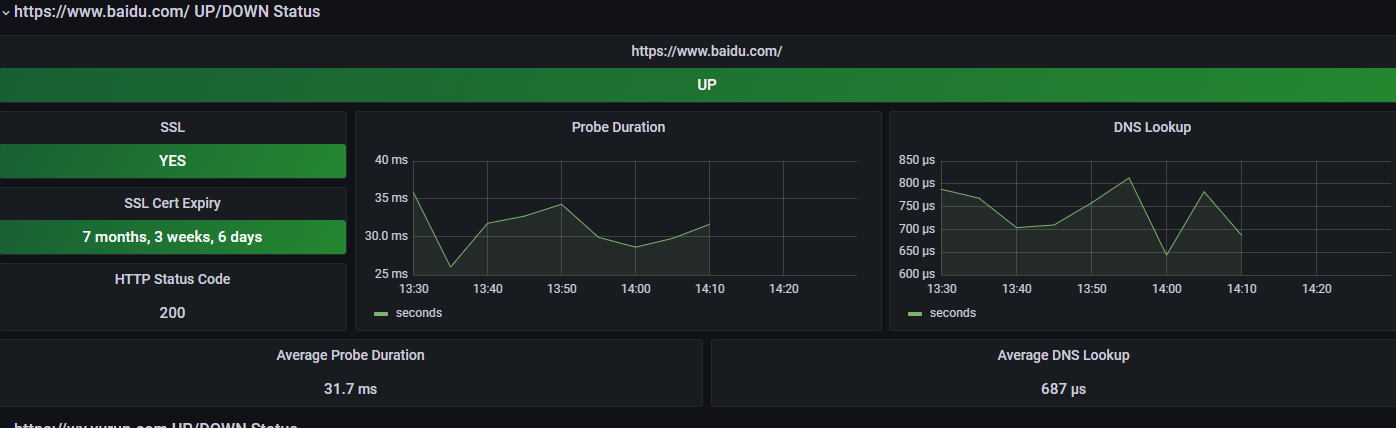 https://www.baidu.com/ UP/DOWN Status
https://www.baidu.com/
UP
SSL
YES
SSL Cert Expiry
7 months, 3 weeks, 6 days
HTTP Status Code
200
Probe Duration
40 ms
35 ms
30.0 ms
25 ms
13:30 13:40 13:50 14:00 14:10 14:20
seconds
DNS Lookup
850 µs
800 µs
750 µs
700 µs
650 µs
600 µs
13:30 13:40 13:50 14:00 14:10 14:20
seconds
Average Probe Duration
31.7 ms
Average DNS Lookup
687 µs
UP/DOWN Status